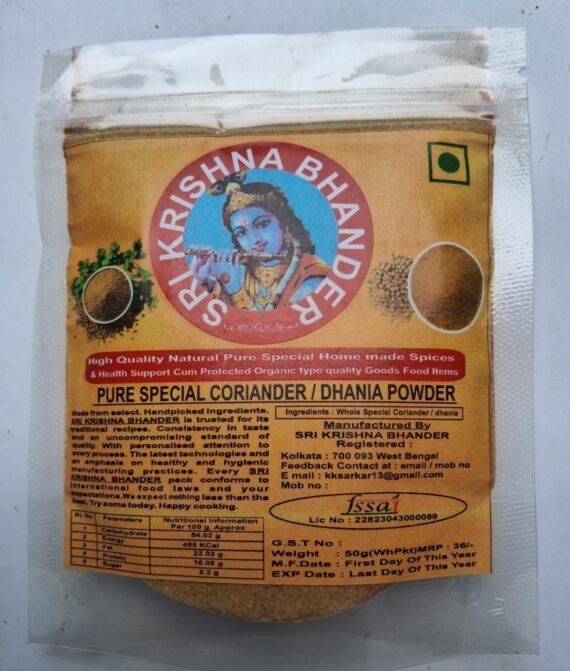 SRI KRISHNA BHANDER
High Quality Natural Pure Special Home made Spices
& Health Support Cum Protected Organic type quality Goods Food Items
PURE SPECIAL CORIANDER / DHANIA POWDER
Made from select. Handpicked ingredients.
SRI KRISHNA BHANDER is trusted for its
traditional recipes. Consistency in taste
and an uncompromising standard of
quality. With personalised attention to
every process. The latest technologies and
an emphasis on healthy and hygienic
manufacturing practices. Every SRI
KRISHNA BHANDER pack conforms to
international food laws and your
expectations.We expect nothing less than the
best. Try some today. Happy cooking.
Ingredients : Whole Special Coriander / dhania
Manufactured By
SRI KRISHNA BHANDER
Registered :
Kolkata : 700 093 West Bengal
Feedback Contact at : email / mob no
E mail : kksarkar13@gmail.com
Mob no :
fssai
Lic No : 22823043000069
SL No. Parameters Nutritional Information Per 100 g. Approx
1 Carbohydrate 54.02 g
2 Energy 458 KCal
3 Fat 22.02 g
4 Protein 16.08 g
5 Sugar 2.2 g
G.S.T No :
Weight : 50g(WhPkt)MRP : 36/-
M.F.Date : First Day Of This Year
EXP Date : Last Day Of This Year